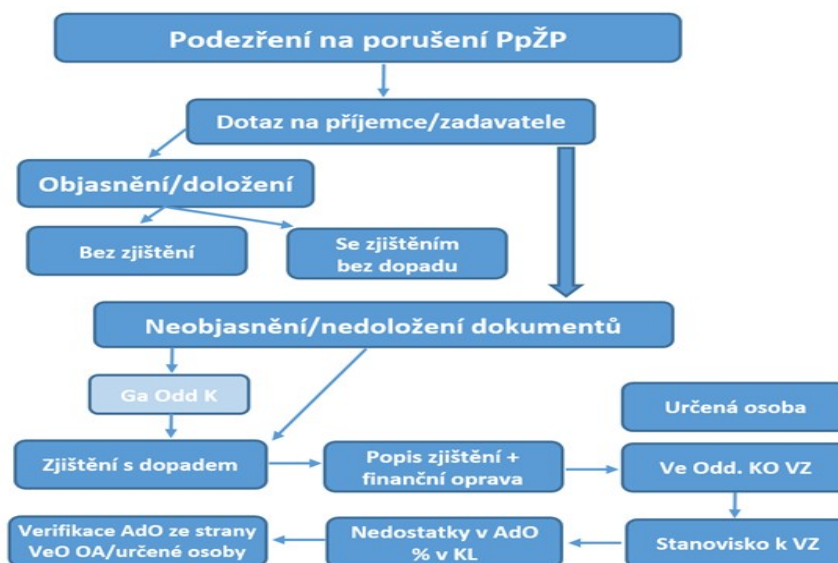 Podezření na porušení PpŽP
Dotaz na příjemce/zadavatele
Objasnění/doložení
Bez zjištění
Se zjištěním
bez dopadu
Neobjasnění/nedoložení dokumentů
Ga Odd K
Určená osoba
Zjištění s dopadem
Popis zjištění +
finanční oprava
Ve Odd. KO VZ
Verifikace AdO ze strany
VeO OA/určené osoby
Nedostatky v AdO
% v KL
Stanovisko k VZ